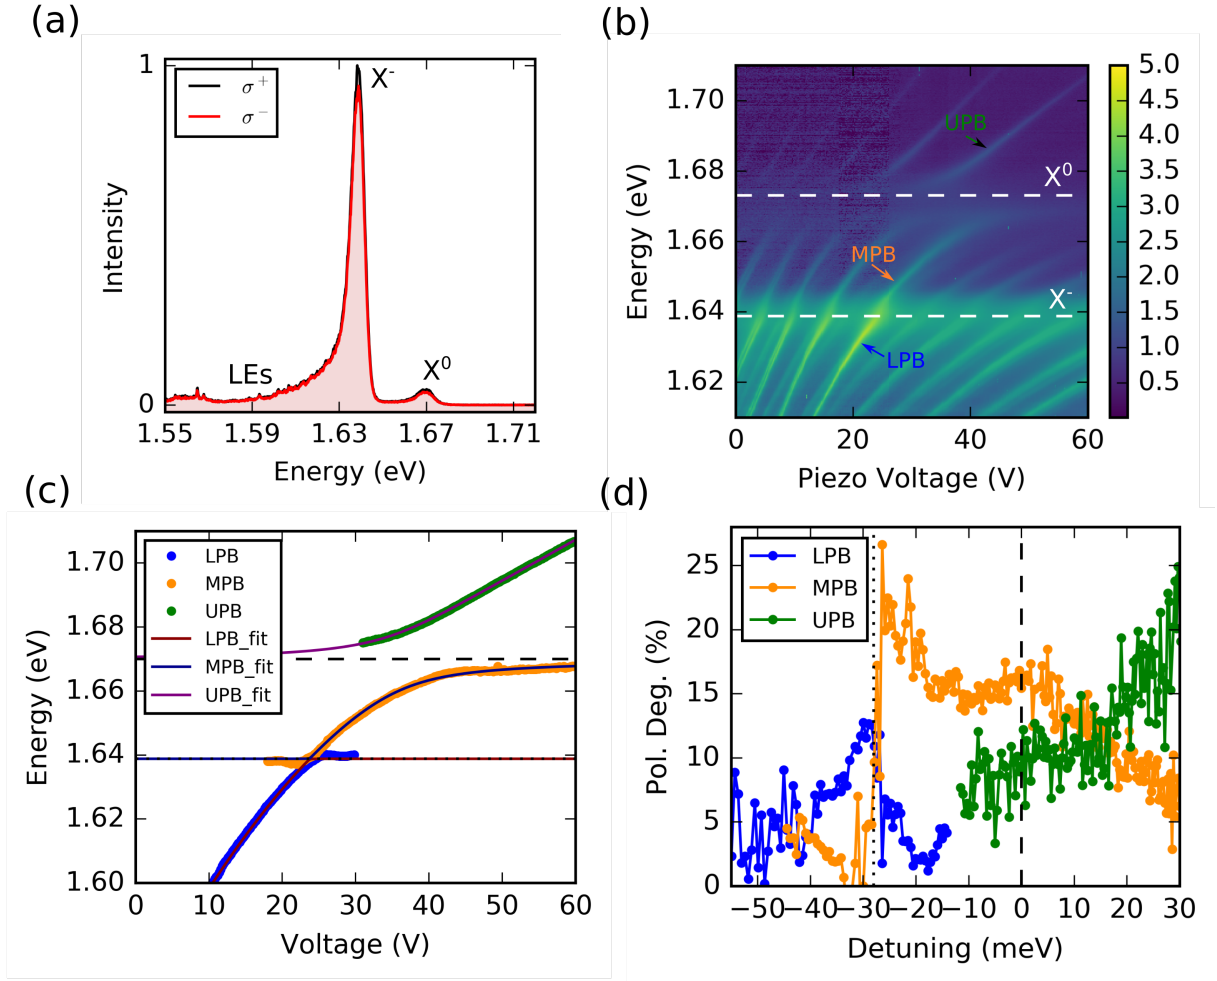 (a)
1
0
Intensity
σ+
σ-
X-
LEs
X0
1.55 1.59 1.63 1.67 1.71
Energy (eV)
(b)
1.70
1.68
1.66
1.64
1.62
Energy (eV)
UPB
X0
MPB
X-
LPB
0 20 40 60
Piezo Voltage (V)
5.0
4.5
4.0
3.5
3.0
2.5
2.0
1.5
1.0
0.5
(c)
1.70
1.68
1.66
1.64
1.62
1.60
Energy (eV)
LPB
MPB
UPB
LPB_fit
MPB_fit
UPB_fit
0 10 20 30 40 50 60
Voltage (V)
(d)
25
20
15
10
5
0
Pol. Deg. (%)
LPB
MPB
UPB
−50 −40 −30 −20 −10 0 10 20 30
Detuning (meV)